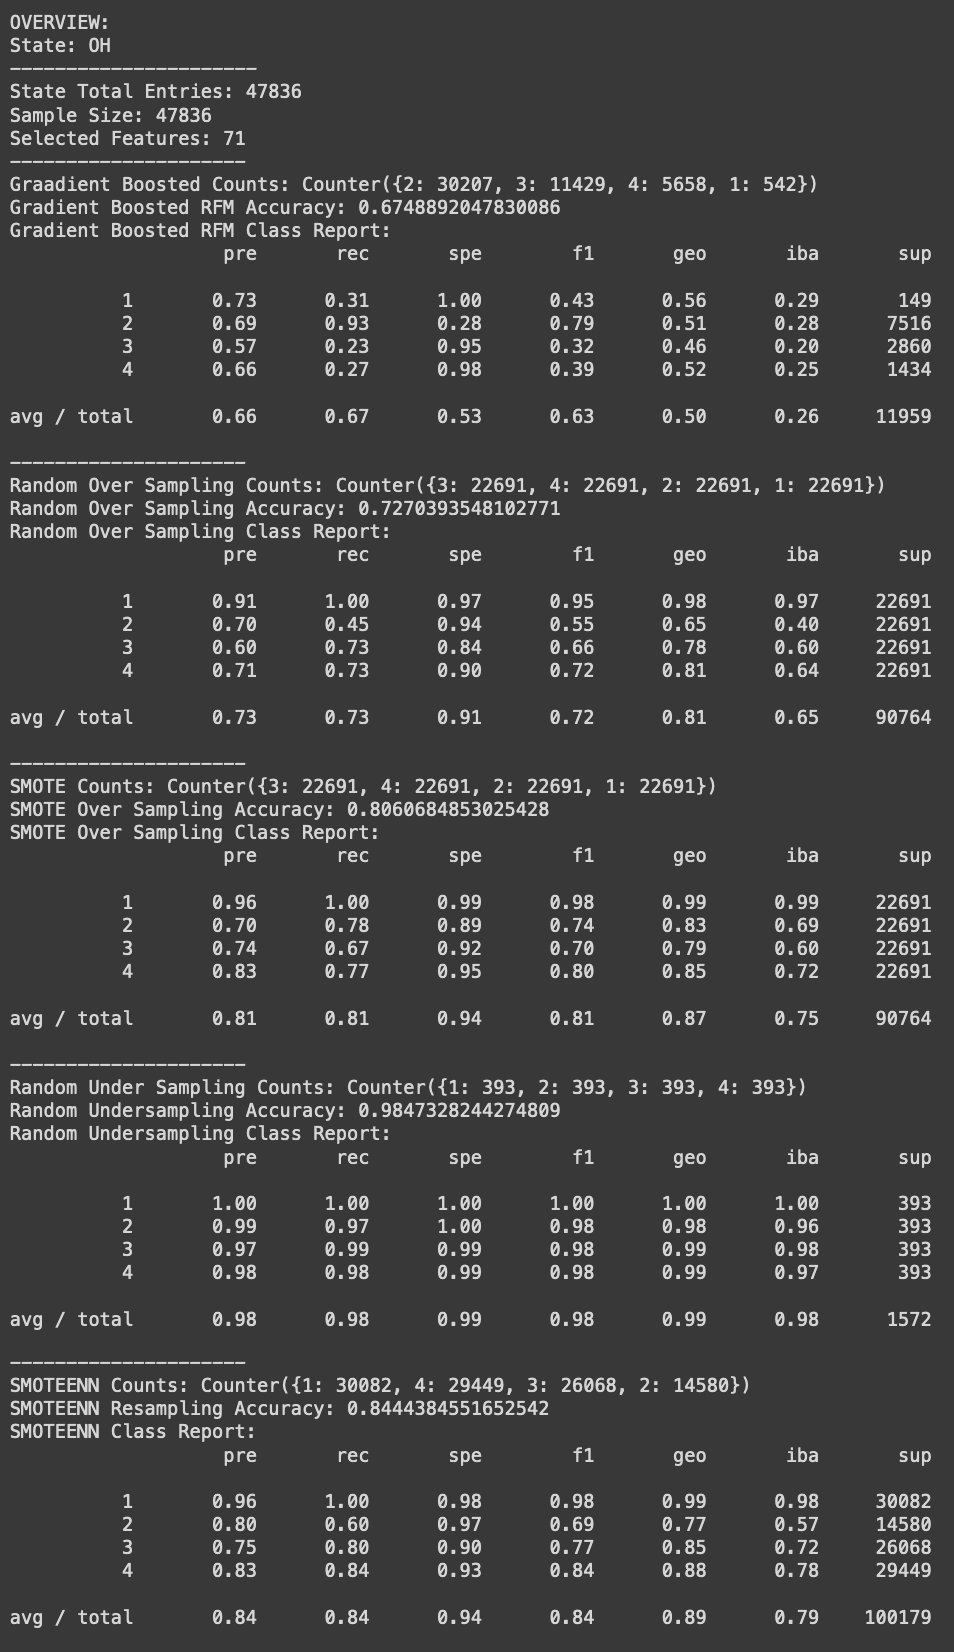 OVERVIEW:
State: OH
----------------------
State Total Entries: 47836
Sample Size: 47836
Selected Features: 71
---------------------
Graadient Boosted Counts: Counter({2: 30207, 3: 11429, 4: 5658, 1: 542})
Gradient Boosted RFM Accuracy: 0.6748892047830086
Gradient Boosted RFM Class Report:
pre rec spe f1 geo iba sup
1 0.73 0.31 1.00 0.43 0.56 0.29 149
2 0.69 0.93 0.28 0.79 0.51 0.28 7516
3 0.57 0.23 0.95 0.32 0.46 0.20 2860
4 0.66 0.27 0.98 0.39 0.52 0.25 1434
avg / total 0.66 0.67 0.53 0.63 0.50 0.26 11959
---------------------
Random Over Sampling Counts: Counter({3: 22691, 4: 22691, 2: 22691, 1: 22691})
Random Over Sampling Accuracy: 0.7270393548102771
Random Over Sampling Class Report:
pre rec spe f1 geo iba sup
1 0.91 1.00 0.97 0.95 0.98 0.97 22691
2 0.70 0.45 0.94 0.55 0.65 0.40 22691
3 0.60 0.73 0.84 0.66 0.78 0.60 22691
4 0.71 0.73 0.90 0.72 0.81 0.64 22691
avg / total 0.73 0.73 0.91 0.72 0.81 0.65 90764
---------------------
SMOTE Counts: Counter({3: 22691, 4: 22691, 2: 22691, 1: 22691})
SMOTE Over Sampling Accuracy: 0.8060684853025428
SMOTE Over Sampling Class Report:
pre rec spe f1 geo iba sup
1 0.96 1.00 0.99 0.98 0.99 0.99 22691
2 0.70 0.78 0.89 0.74 0.83 0.69 22691
3 0.74 0.67 0.92 0.70 0.79 0.60 22691
4 0.83 0.77 0.95 0.80 0.85 0.72 22691
avg / total 0.81 0.81 0.94 0.81 0.87 0.75 90764
---------------------
Random Under Sampling Counts: Counter({1: 393, 2: 393, 3: 393, 4: 393})
Random Undersampling Accuracy: 0.9847328244274809
Random Undersampling Class Report:
pre rec spe f1 geo iba sup
1 1.00 1.00 1.00 1.00 1.00 1.00 393
2 0.99 0.97 1.00 0.98 0.98 0.96 393
3 0.97 0.99 0.99 0.98 0.99 0.98 393
4 0.98 0.98 0.99 0.98 0.99 0.97 393
avg / total 0.98 0.98 0.99 0.98 0.99 0.98 1572
---------------------
SMOTEENN Counts: Counter({1: 30082, 4: 29449, 3: 26068, 2: 14580})
SMOTEENN Resampling Accuracy: 0.8444384551652542
SMOTEENN Class Report:
pre rec spe f1 geo iba sup
1 0.96 1.00 0.98 0.98 0.99 0.98 30082
2 0.80 0.60 0.97 0.69 0.77 0.57 14580
3 0.75 0.80 0.90 0.77 0.85 0.72 26068
4 0.83 0.84 0.93 0.84 0.88 0.78 29449
avg / total 0.84 0.84 0.94 0.84 0.89 0.79 100179